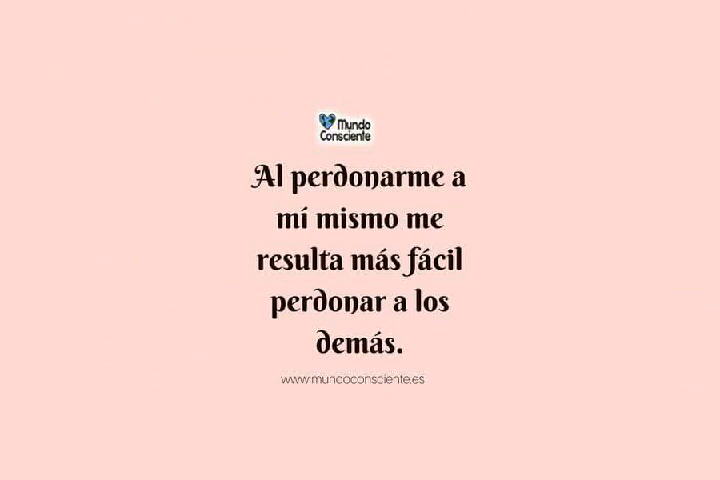 Mundo
Consciente
Al perdonarme a
mí mismo me
resulta más fácil
perdonar a los
demás.
www.mundoconsciente.es